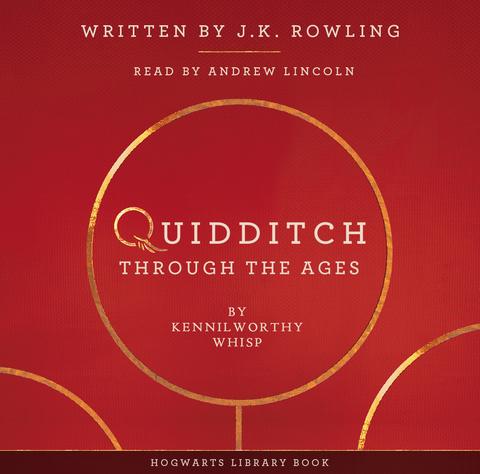 WRITTEN BY J.K. ROWLING
READ BY ANDREW LINCOLN
QUIDDITCH
THROUGH THE AGES
BY
KENNILWORTHY
WHISP
HOGWARTS LIBRARY BOOK